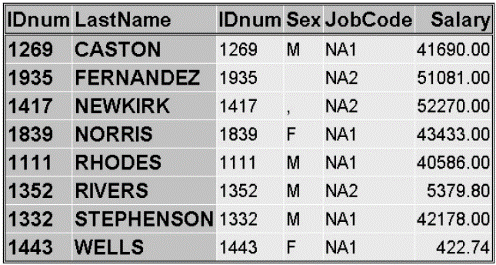 IDnum LastName IDnum Sex JobCode Salary
1269 CASTON 1269 M NA1 41690.00
1935 FERNANDEZ 1935 NA2 51081.00
1417 NEWKIRK 1417 , NA2 52270.00
1839 NORRIS 1839 F NA1 43433.00
1111 RHODES 1111 M NA1 40586.00
1352 RIVERS 1352 M NA2 5379.80
1332 STEPHENSON 1332 M NA1 42178.00
1443 WELLS 1443 F NA1 422.74